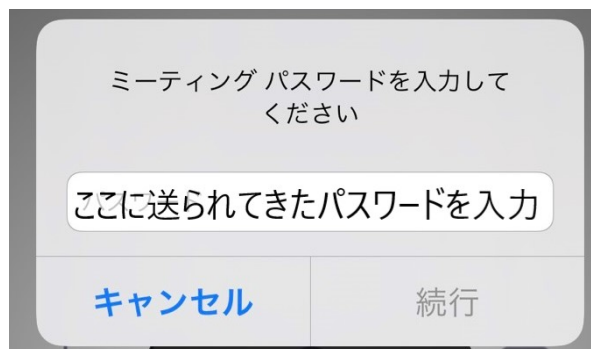 ミーティング パスワードを入力して
ください
ここに送られてきたパスワードを入力
キャンセル
続行